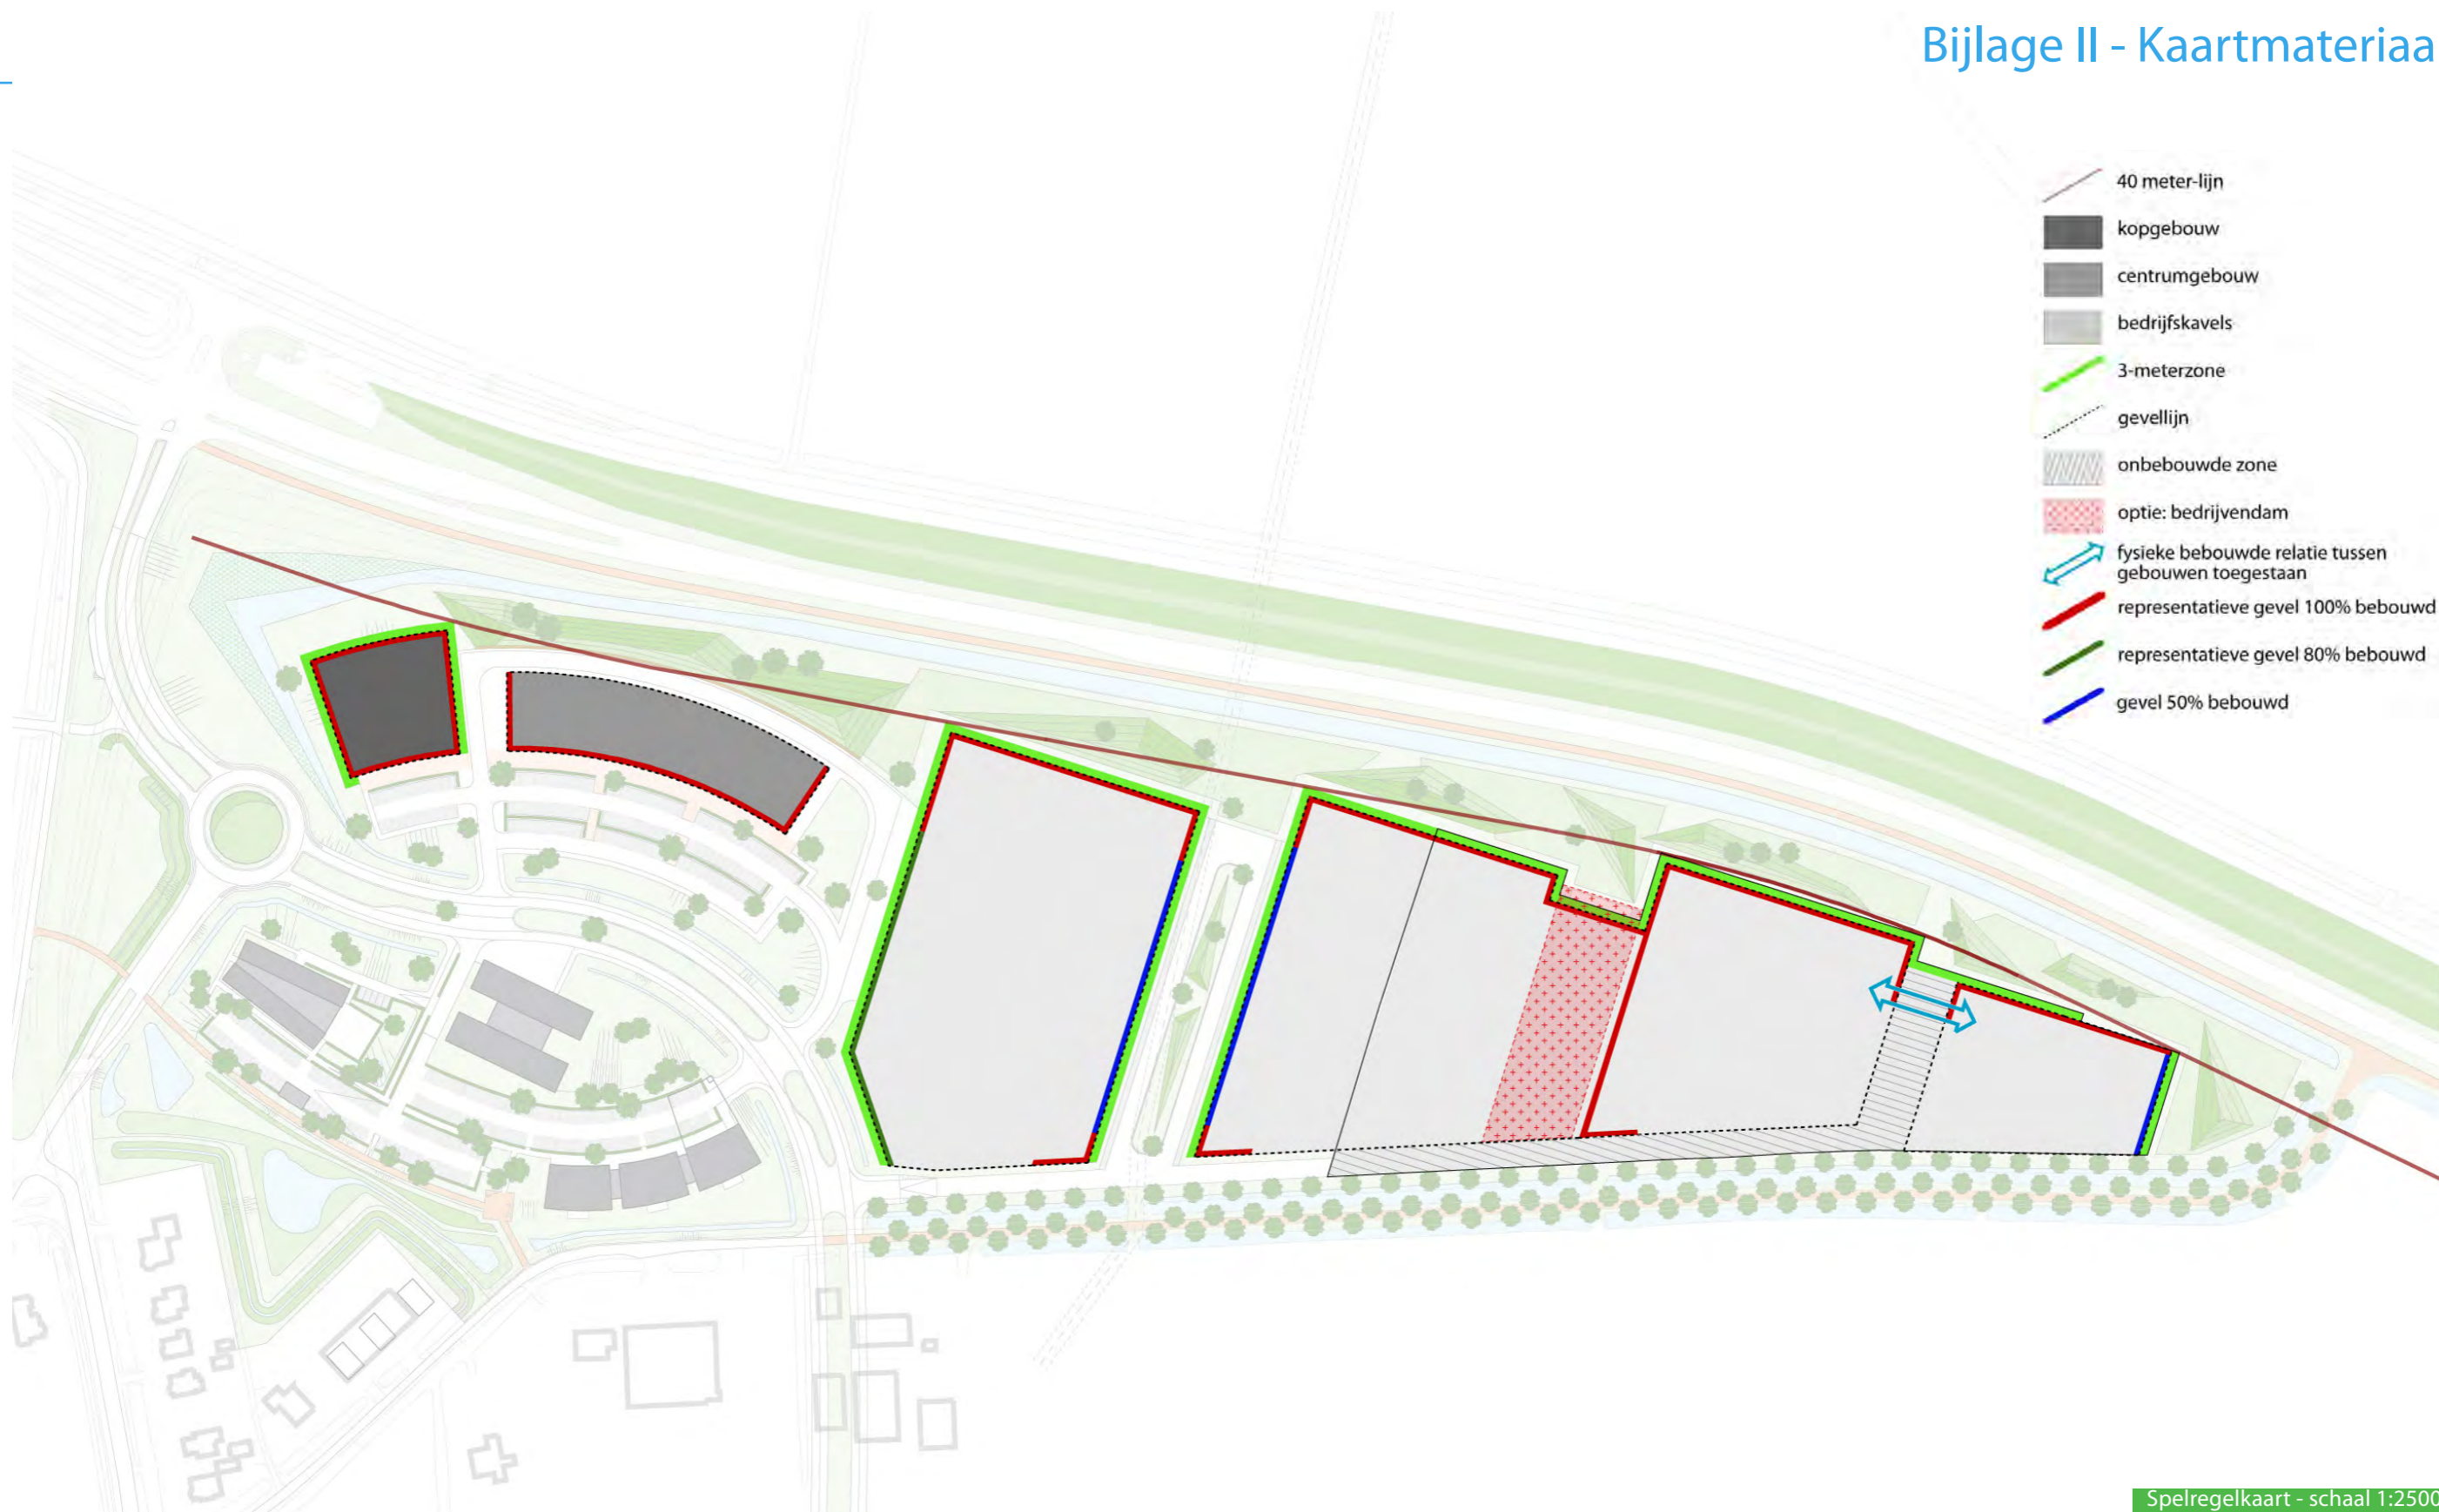 Bijlage II - Kaartmateriaa
40 meter-lijn
kopgebouw
centrumgebouw
bedrijfskavels
3-meterzone
gevellijn
onbebouwde zone
optie: bedrijvendam
fysieke bebouwde relatie tussen
gebouwen toegestaan
representatieve gevel 100% bebouwd
representatieve gevel 80% bebouwd
gevel 50% bebouwd
Spelregelkaart - schaal 1:2500